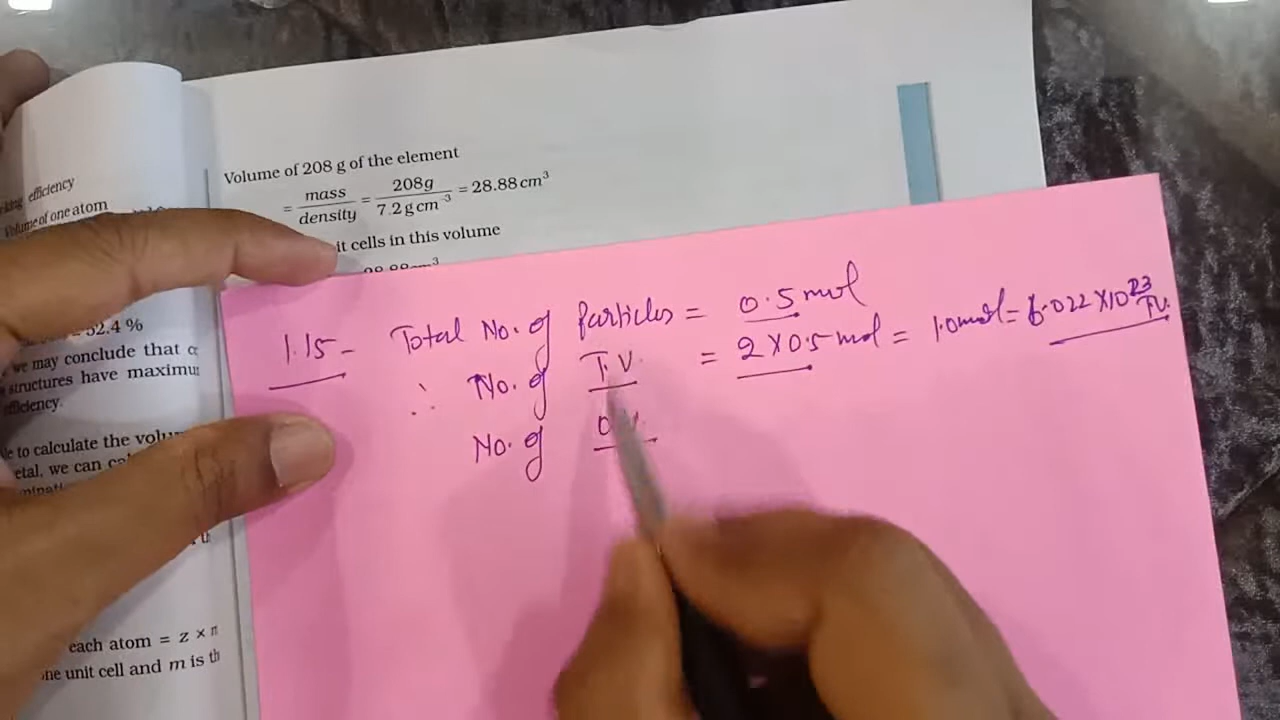 king efficiency
Volume of one atom
52.4 %
we may conclude that c
structures have maximu
fficiency.
le to calculate the volu
etal, we can
each atom = z × m
ne unit cell and m is th
Volume of 208 g of the element
= mass/density = 208g/7.2 g cm⁻³ = 28.88 cm³
it cells in this volume
1.15 - Total No. of Particles = 0.5 mol
∴ No. of T.V. = 2 X 0.5 mol = 1.0 mol = 6.022 X 10²³ T.V.
No. of